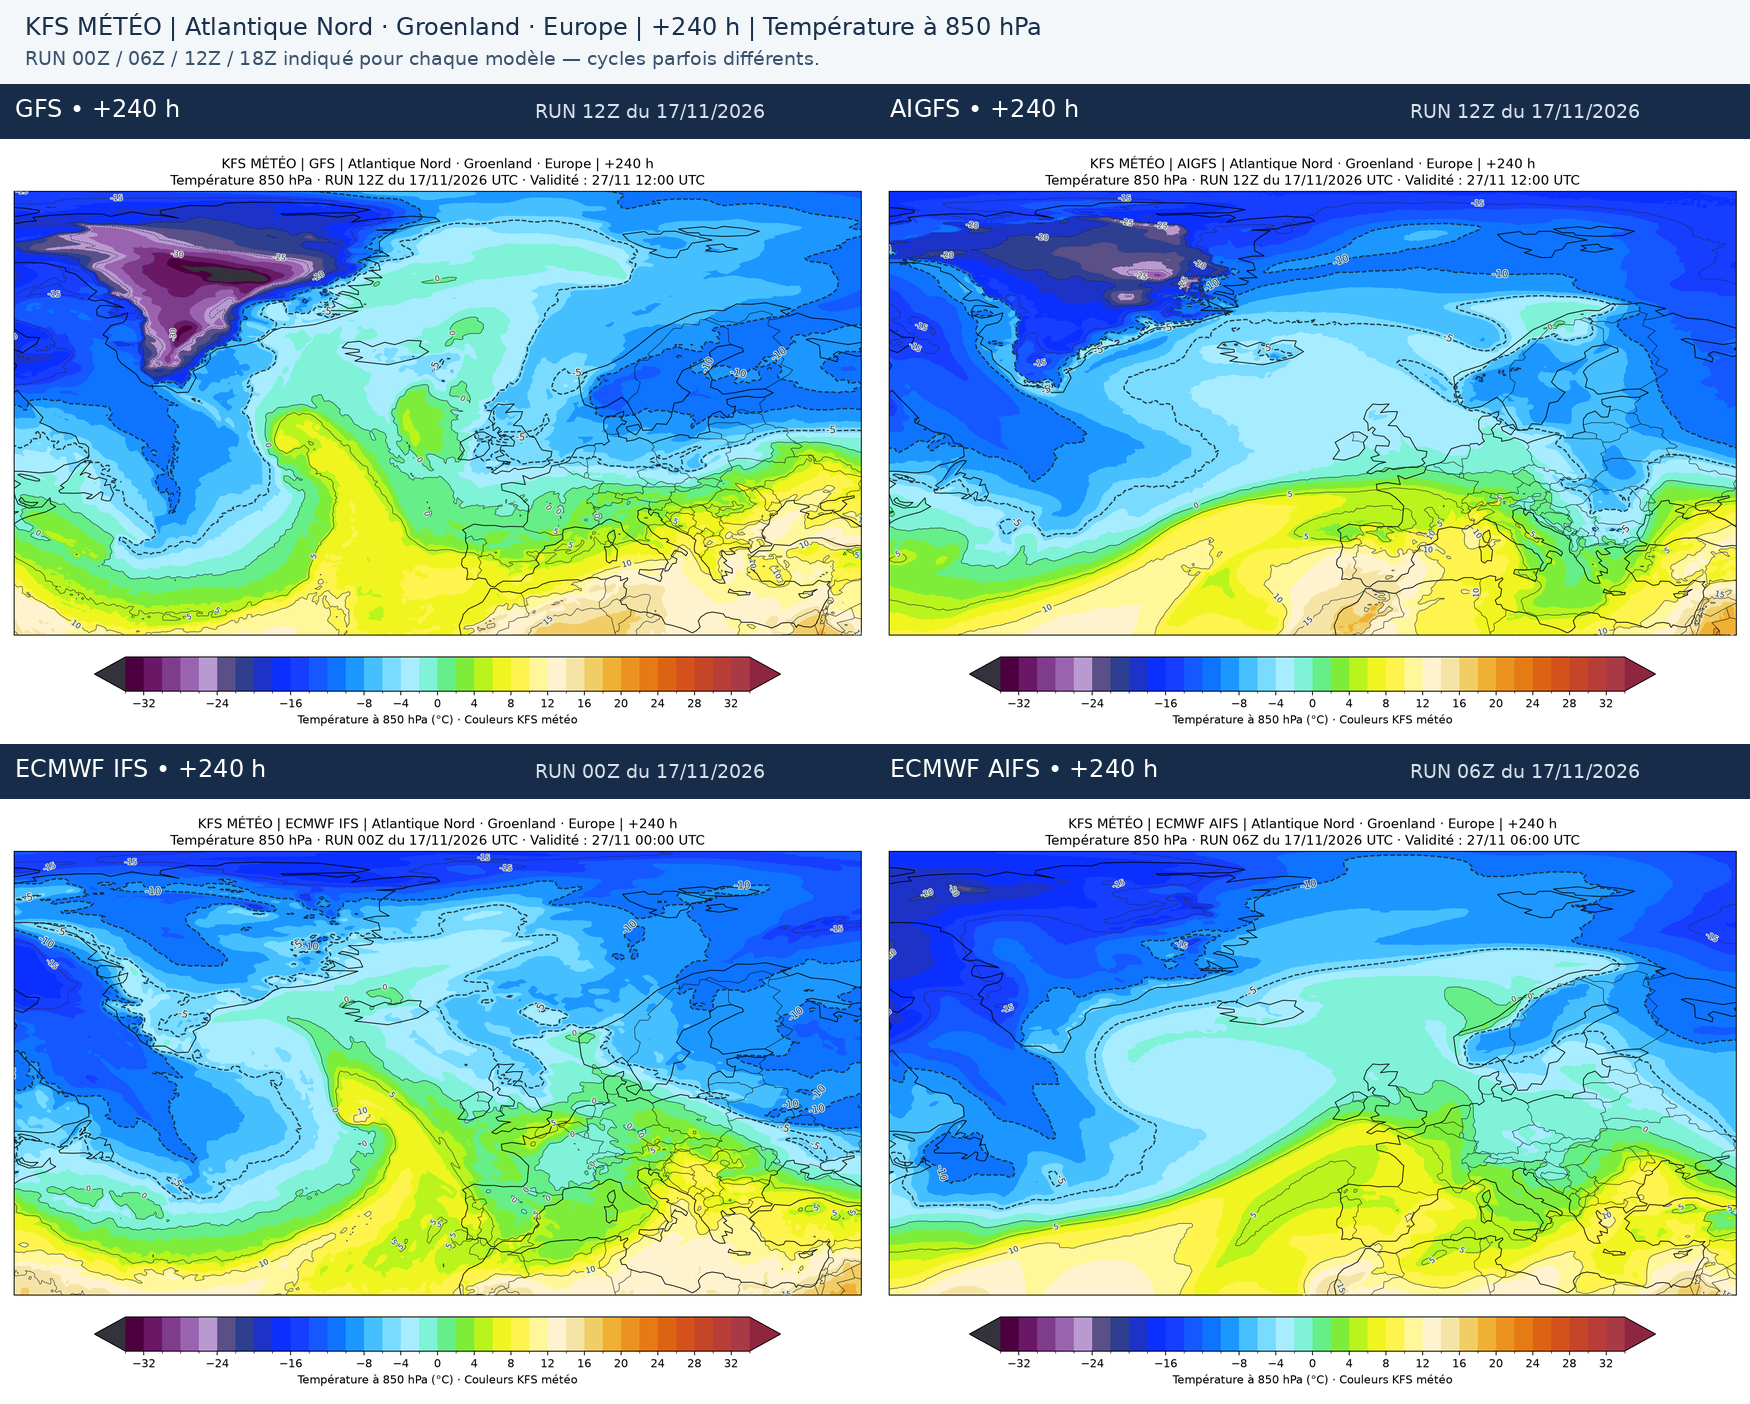 KFS MÉTÉO | Atlantique Nord · Groenland · Europe | +240 h | Température à 850 hPa
RUN 00Z / 06Z / 12Z / 18Z indiqué pour chaque modèle — cycles parfois différents.
GFS • +240 h
RUN 12Z du 17/11/2026
AIGFS • +240 h
RUN 12Z du 17/11/2026
KFS MÉTÉO | GFS | Atlantique Nord · Groenland · Europe | +240 h
Température 850 hPa · RUN 12Z du 17/11/2026 UTC · Validité : 27/11 12:00 UTC
KFS MÉTÉO | AIGFS | Atlantique Nord · Groenland · Europe | +240 h
Température 850 hPa · RUN 12Z du 17/11/2026 UTC · Validité : 27/11 12:00 UTC
−32 −24 −16 −8 −4 0 4 8 12 16 20 24 28 32
Température à 850 hPa (°C) · Couleurs KFS météo
−32 −24 −16 −8 −4 0 4 8 12 16 20 24 28 32
Température à 850 hPa (°C) · Couleurs KFS météo
ECMWF IFS • +240 h
RUN 00Z du 17/11/2026
ECMWF AIFS • +240 h
RUN 06Z du 17/11/2026
KFS MÉTÉO | ECMWF IFS | Atlantique Nord · Groenland · Europe | +240 h
Température 850 hPa · RUN 00Z du 17/11/2026 UTC · Validité : 27/11 00:00 UTC
KFS MÉTÉO | ECMWF AIFS | Atlantique Nord · Groenland · Europe | +240 h
Température 850 hPa · RUN 06Z du 17/11/2026 UTC · Validité : 27/11 06:00 UTC
−32 −24 −16 −8 −4 0 4 8 12 16 20 24 28 32
Température à 850 hPa (°C) · Couleurs KFS météo
−32 −24 −16 −8 −4 0 4 8 12 16 20 24 28 32
Température à 850 hPa (°C) · Couleurs KFS météo